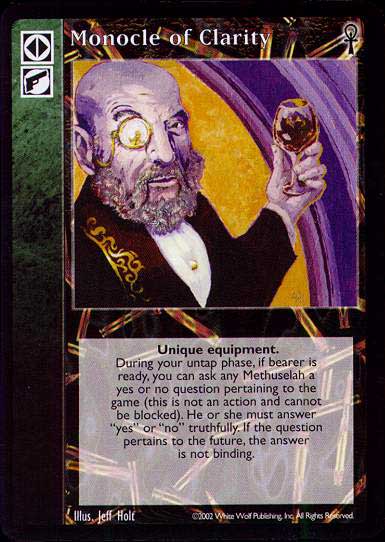 Monocle of Clarity
Unique equipment.
During your untap phase, if bearer is
ready, you can ask any Methuselah a
yes or no question pertaining to the
game (this is not an action and cannot
be blocked). He or she must answer
“yes” or “no” truthfully. If the question
pertains to the future, the answer
is not binding.
Illus. Jeff Holt
©2002 White Wolf Publishing, Inc. All Rights Reserved.